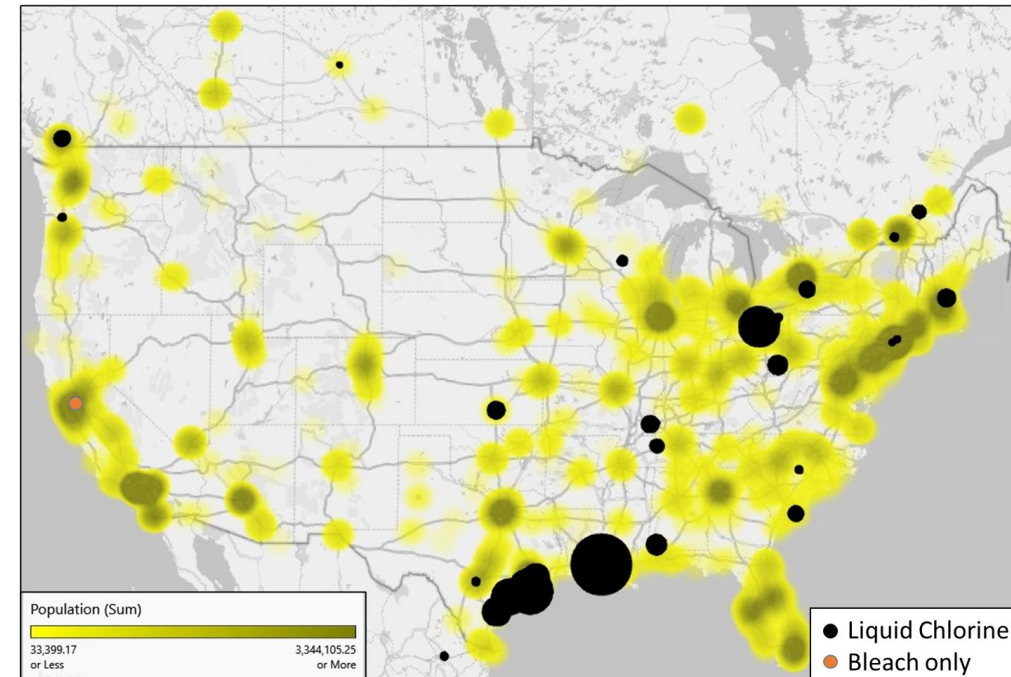 Population (Sum)
33,399.17
or Less
3,344,105.25
or More
Liquid Chlorine
Bleach only